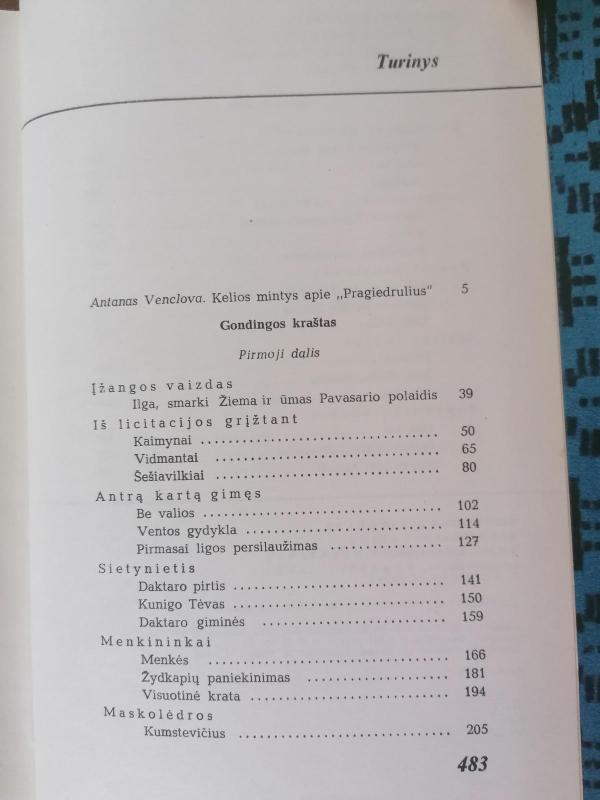 Turinys
Antanas Venclova. Kelios mintys apie „Pragiedrulius“ 5
Gondingos kraštas
Pirmoji dalis
Įžangos vaizdas
Ilga, smarki Žiema ir ūmas Pavasario polaidis 39
Iš licitacijos grįžtant
Kaimynai 50
Vidmantai 65
Šešiavilkiai 80
Antrą kartą gimęs
Be valios 102
Ventos gydykla 114
Pirmasai ligos persilaužimas 127
Sietynietis
Daktaro pirtis 141
Kunigo Tėvas 150
Daktaro giminės 159
Menkininkai
Menkės 166
Žydkapių paniekinimas 181
Visuotinė krata 194
Maskolėdros
Kumstevičius 205
483